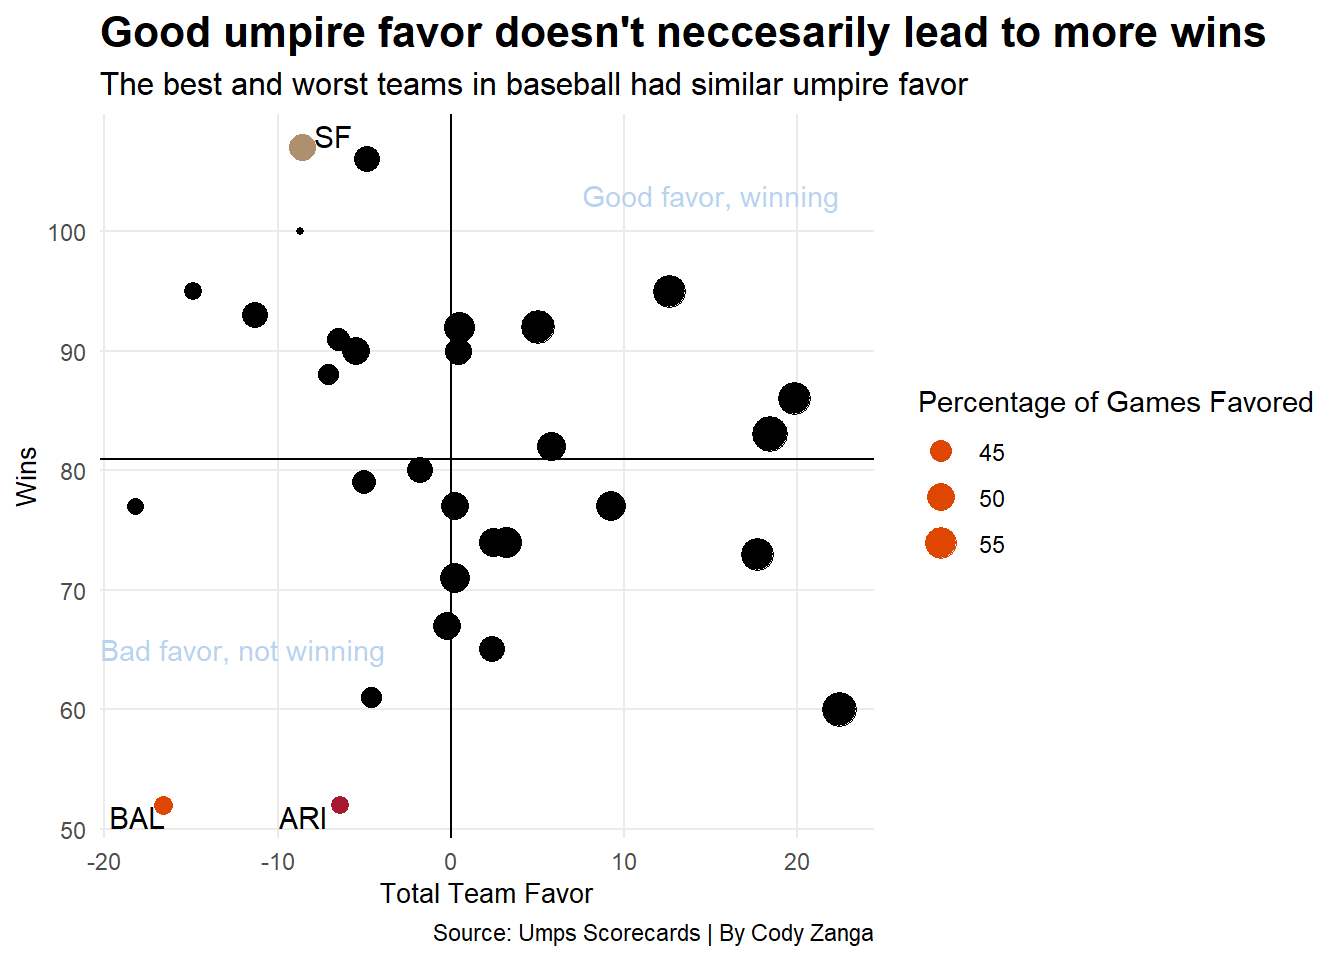 Good umpire favor doesn't neccesarily lead to more wins
The best and worst teams in baseball had similar umpire favor
SF
Good favor, winning
100
90
80
70
60
50
Wins
Bad favor, not winning
BAL
ARI
-20
-10
0
10
20
Total Team Favor
Percentage of Games Favored
45
50
55
Source: Umps Scorecards | By Cody Zanga